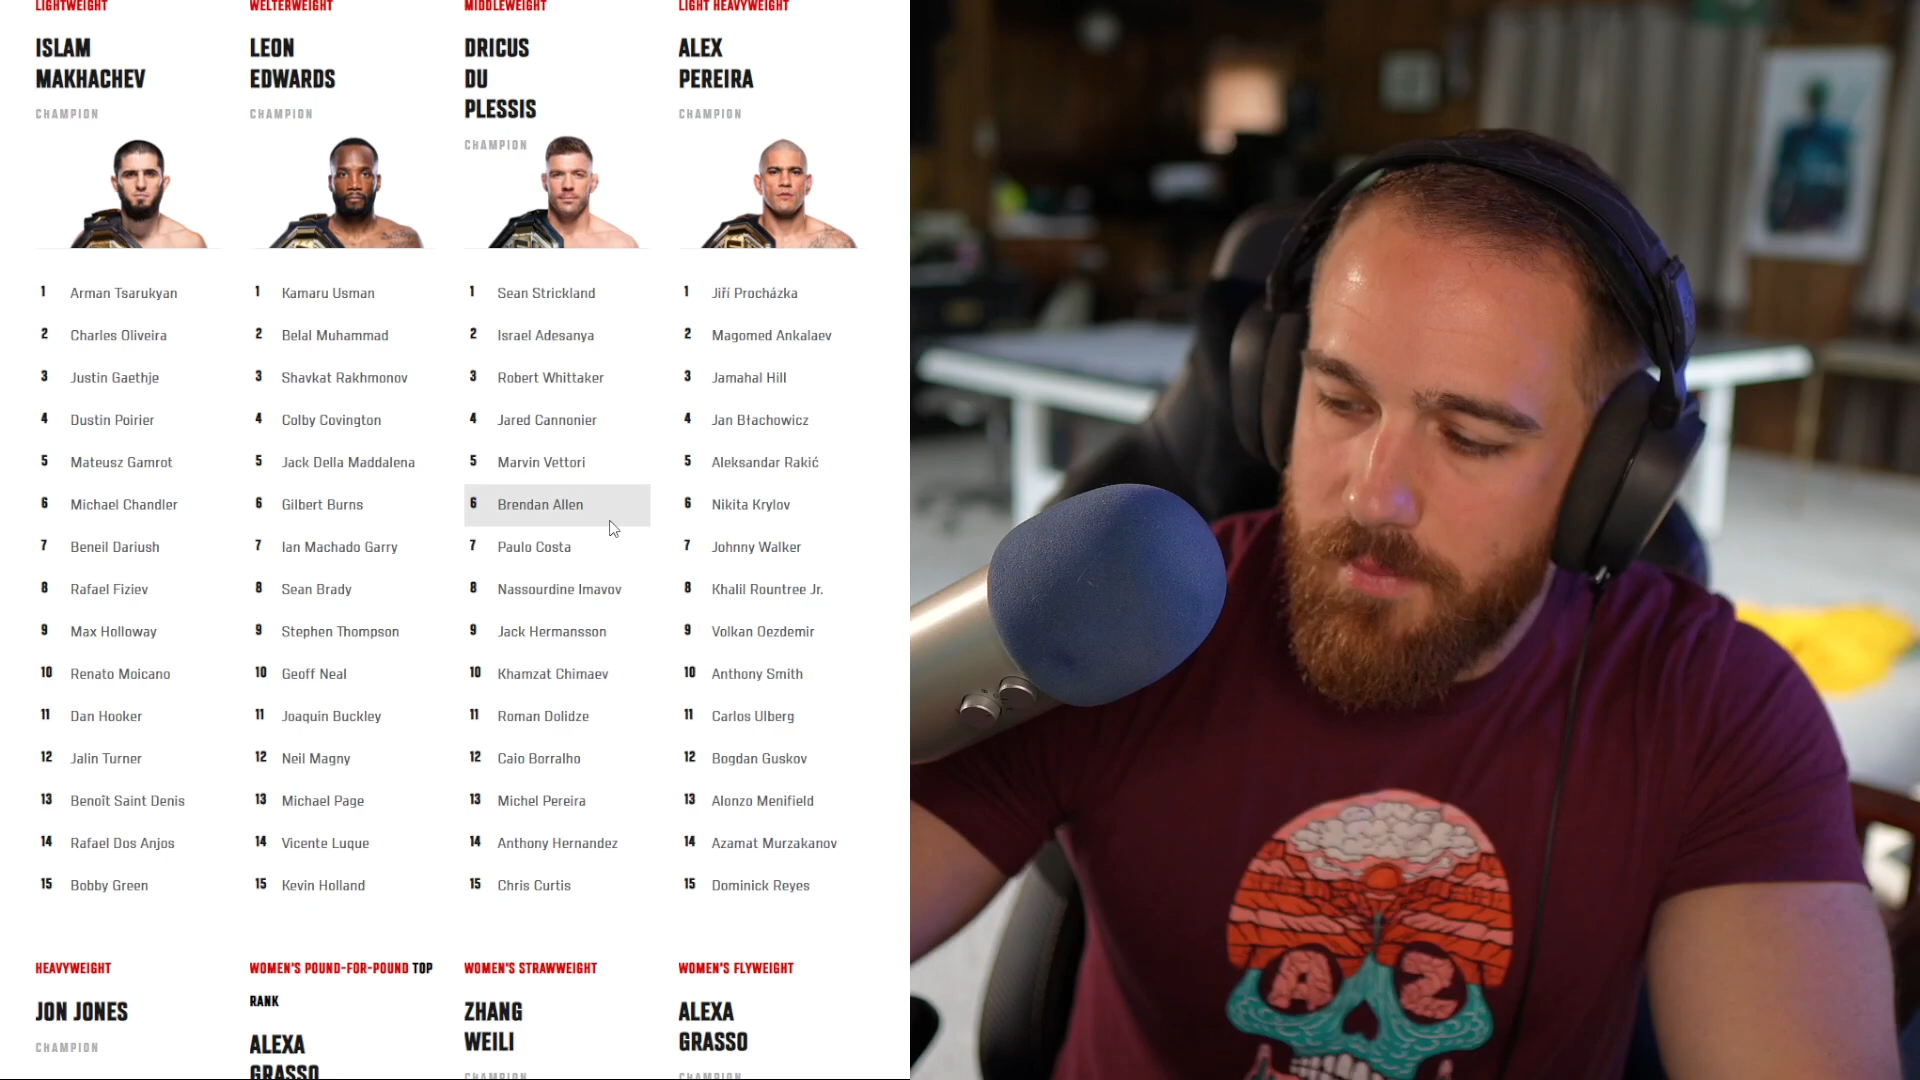 LIGHTWEIGHT
ISLAM
MAKHACHEV
CHAMPION
1 Arman Tsarukyan
2 Charles Oliveira
3 Justin Gaethje
4 Dustin Poirier
5 Mateusz Gamrot
6 Michael Chandler
7 Beneil Dariush
8 Rafael Fiziev
9 Max Holloway
10 Renato Moicano
11 Dan Hooker
12 Jalin Turner
13 Benoît Saint Denis
14 Rafael Dos Anjos
15 Bobby Green
WELTERWEIGHT
LEON
EDWARDS
CHAMPION
1 Kamaru Usman
2 Belal Muhammad
3 Shavkat Rakhmonov
4 Colby Covington
5 Jack Della Maddalena
6 Gilbert Burns
7 Ian Machado Garry
8 Sean Brady
9 Stephen Thompson
10 Geoff Neal
11 Joaquin Buckley
12 Neil Magny
13 Michael Page
14 Vicente Luque
15 Kevin Holland
MIDDLEWEIGHT
DRICUS
DU
PLESSIS
CHAMPION
1 Sean Strickland
2 Israel Adesanya
3 Robert Whittaker
4 Jared Cannonier
5 Marvin Vettori
6 Brendan Allen
7 Paulo Costa
8 Nassourdine Imavov
9 Jack Hermansson
10 Khamzat Chimaev
11 Roman Dolidze
12 Caio Borralho
13 Michel Pereira
14 Anthony Hernandez
15 Chris Curtis
LIGHT HEAVYWEIGHT
ALEX
PEREIRA
CHAMPION
1 Jiří Procházka
2 Magomed Ankalaev
3 Jamahal Hill
4 Jan Błachowicz
5 Aleksandar Rakić
6 Nikita Krylov
7 Johnny Walker
8 Khalil Rountree Jr.
9 Volkan Oezdemir
10 Anthony Smith
11 Carlos Ulberg
12 Bogdan Guskov
13 Alonzo Menifield
14 Azamat Murzakanov
15 Dominick Reyes
HEAVYWEIGHT
JON JONES
CHAMPION
WOMEN'S POUND-FOR-POUND TOP
RANK
ALEXA
GRASSO
WOMEN'S STRAWWEIGHT
ZHANG
WEILI
CHAMPION
WOMEN'S FLYWEIGHT
ALEXA
GRASSO
CHAMPION
A Z